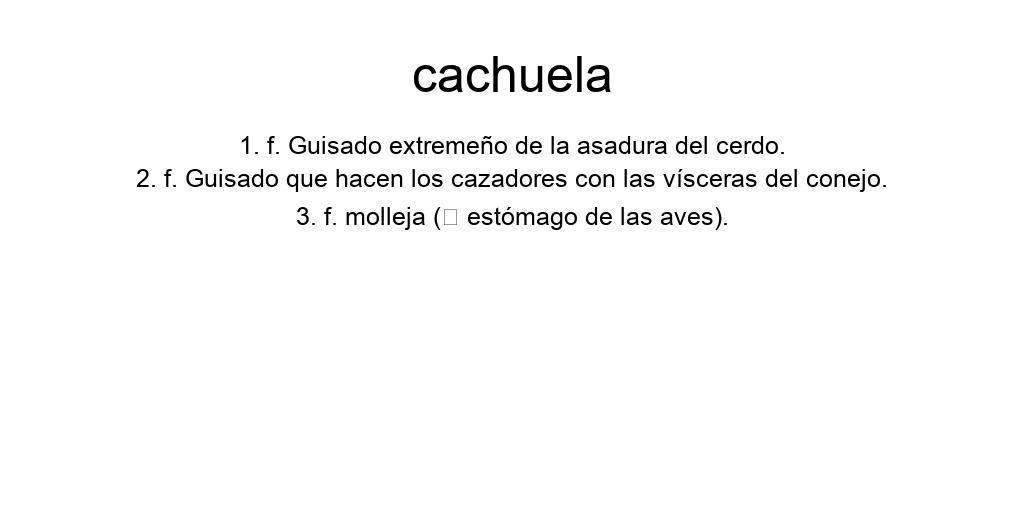 cachuela
1. f. Guisado extremeño de la asadura del cerdo.
2. f. Guisado que hacen los cazadores con las vísceras del conejo.
3. f. molleja (□ estómago de las aves).